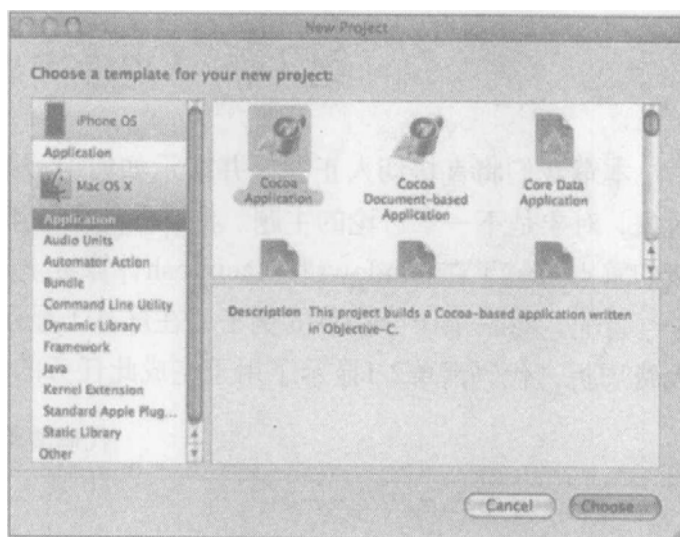 New Project
Choose a template for your new project:
iPhone OS
Application
Mac OS X
Application
Audio Units
Automator Action
Bundle
Command Line Utility
Dynamic Library
Framework
Java
Kernel Extension
Standard Apple Plug...
Static Library
Other
Cocoa
Application
Cocoa
Document-based
Application
Core Data
Application
Description This project builds a Cocoa-based application written
in Objective-C.
Cancel
Choose...